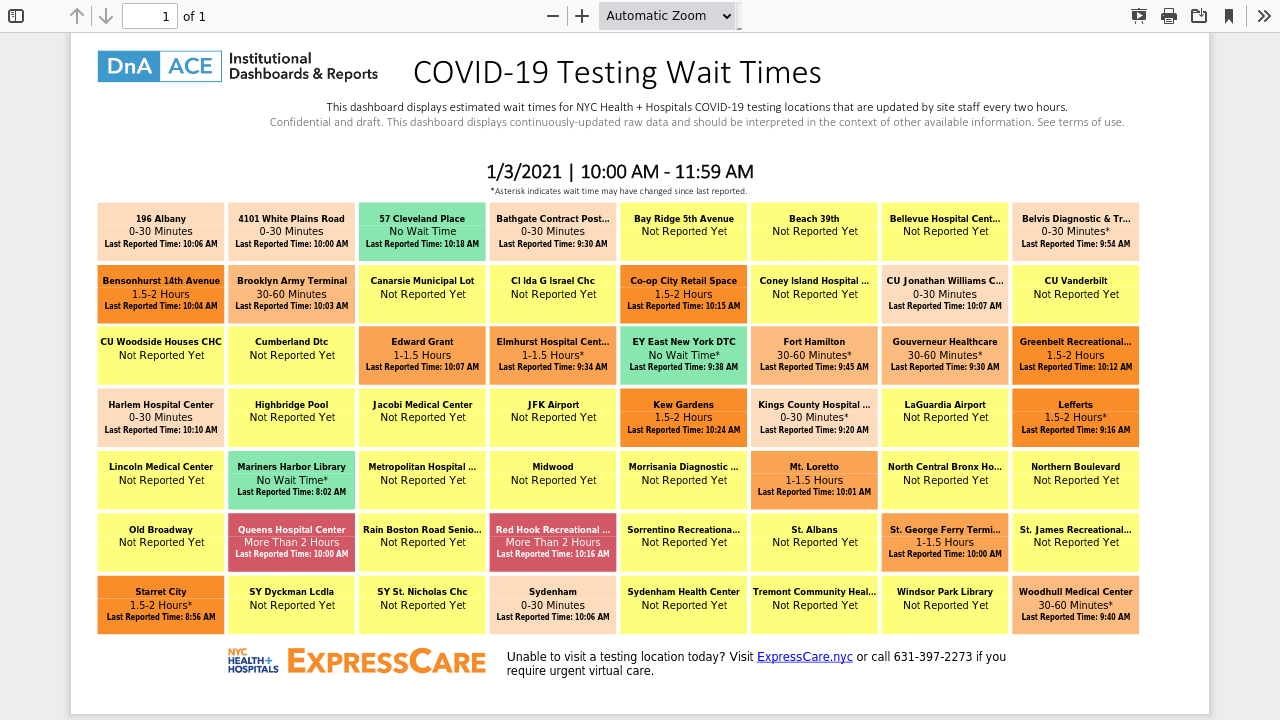 1
of 1
Automatic Zoom
DnA ACE Institutional
Dashboards & Reports
COVID-19 Testing Wait Times
This dashboard displays estimated wait times for NYC Health + Hospitals COVID-19 testing locations that are updated by site staff every two hours.
Confidential and draft. This dashboard displays continuously-updated raw data and should be interpreted in the context of other available information. See terms of use.
1/3/2021 | 10:00 AM - 11:59 AM
*Asterisk indicates wait time may have changed since last reported.
196 Albany
0-30 Minutes
Last Reported Time: 10:06 AM
4101 White Plains Road
0-30 Minutes
Last Reported Time: 10:00 AM
57 Cleveland Place
No Wait Time
Last Reported Time: 10:18 AM
Bathgate Contract Post...
0-30 Minutes
Last Reported Time: 9:30 AM
Bay Ridge 5th Avenue
Not Reported Yet
Beach 39th
Not Reported Yet
Bellevue Hospital Cent...
Not Reported Yet
Belvis Diagnostic & Tr...
0-30 Minutes*
Last Reported Time: 9:54 AM
Bensonhurst 14th Avenue
1.5-2 Hours
Last Reported Time: 10:04 AM
Brooklyn Army Terminal
30-60 Minutes
Last Reported Time: 10:03 AM
Canarsie Municipal Lot
Not Reported Yet
CI Ida G Israel Chc
Not Reported Yet
Co-op City Retail Space
1.5-2 Hours
Last Reported Time: 10:15 AM
Coney Island Hospital ...
Not Reported Yet
CU Jonathan Williams C...
0-30 Minutes
Last Reported Time: 10:07 AM
CU Vanderbilt
Not Reported Yet
CU Woodside Houses CHC
Not Reported Yet
Cumberland Dtc
Not Reported Yet
Edward Grant
1-1.5 Hours
Last Reported Time: 10:07 AM
Elmhurst Hospital Cent...
1-1.5 Hours*
Last Reported Time: 9:34 AM
EY East New York DTC
No Wait Time*
Last Reported Time: 9:38 AM
Fort Hamilton
30-60 Minutes*
Last Reported Time: 9:45 AM
Gouverneur Healthcare
30-60 Minutes*
Last Reported Time: 9:30 AM
Greenbelt Recreational...
1.5-2 Hours
Last Reported Time: 10:12 AM
Harlem Hospital Center
0-30 Minutes
Last Reported Time: 10:10 AM
Highbridge Pool
Not Reported Yet
Jacobi Medical Center
Not Reported Yet
JFK Airport
Not Reported Yet
Kew Gardens
1.5-2 Hours
Last Reported Time: 10:24 AM
Kings County Hospital ...
0-30 Minutes*
Last Reported Time: 9:20 AM
LaGuardia Airport
Not Reported Yet
Lefferts
1.5-2 Hours*
Last Reported Time: 9:16 AM
Lincoln Medical Center
Not Reported Yet
Mariners Harbor Library
No Wait Time*
Last Reported Time: 8:02 AM
Metropolitan Hospital ...
Not Reported Yet
Midwood
Not Reported Yet
Morrisania Diagnostic ...
Not Reported Yet
Mt. Loretto
1-1.5 Hours
Last Reported Time: 10:01 AM
North Central Bronx Ho...
Not Reported Yet
Northern Boulevard
Not Reported Yet
Old Broadway
Not Reported Yet
Queens Hospital Center
More Than 2 Hours
Last Reported Time: 10:00 AM
Rain Boston Road Senio...
Not Reported Yet
Red Hook Recreational ...
More Than 2 Hours
Last Reported Time: 10:16 AM
Sorrentino Recreationa...
Not Reported Yet
St. Albans
Not Reported Yet
St. George Ferry Termi...
1-1.5 Hours
Last Reported Time: 10:00 AM
St. James Recreational...
Not Reported Yet
Starret City
1.5-2 Hours*
Last Reported Time: 8:56 AM
SY Dyckman Lcdla
Not Reported Yet
SY St. Nicholas Chc
Not Reported Yet
Sydenham
0-30 Minutes
Last Reported Time: 10:06 AM
Sydenham Health Center
Not Reported Yet
Tremont Community Heal...
Not Reported Yet
Windsor Park Library
Not Reported Yet
Woodhull Medical Center
30-60 Minutes*
Last Reported Time: 9:40 AM
NYC
HEALTH+
HOSPITALS
EXPRESSCARE
Unable to visit a testing location today? Visit ExpressCare.nyc or call 631-397-2273 if you
require urgent virtual care.